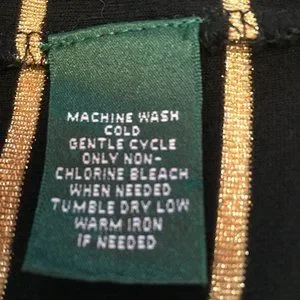 MACHINE WASH
COLD
GENTLE CYCLE
ONLY NON-
CHLORINE BLEACH
WHEN NEEDED
TUMBLE DRY LOW
WARM IRON
IF NEEDED